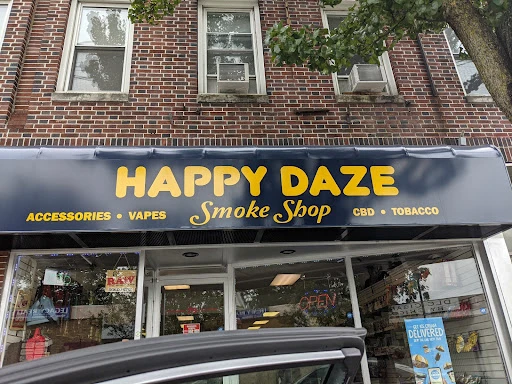 HAPPY DAZE
ACCESSORIES • VAPES Smoke Shop CBD • TOBACCO
RAW
OPEN
DELIVERED